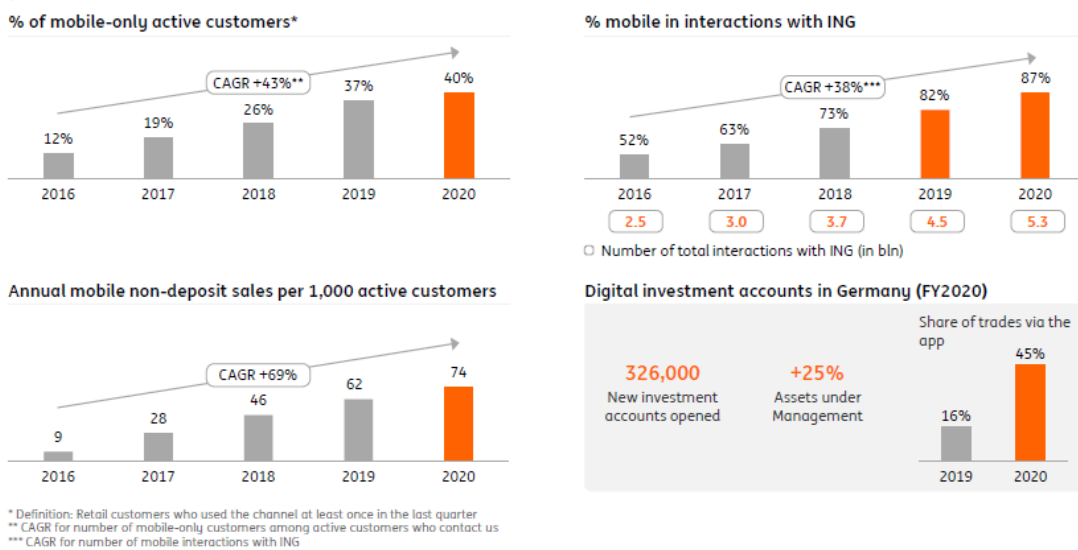 % of mobile-only active customers*
CAGR +43%**
12%
19%
26%
37%
40%
2016 2017 2018 2019 2020
% mobile in interactions with ING
CAGR +38%***
52%
63%
73%
82%
87%
2016 2017 2018 2019 2020
2.5 3.0 3.7 4.5 5.3
Number of total interactions with ING (in bln)
Annual mobile non-deposit sales per 1,000 active customers
CAGR +69%
9
28
46
62
74
2016 2017 2018 2019 2020
Digital investment accounts in Germany (FY2020)
326,000
New investment
accounts opened
+25%
Assets under
Management
Share of trades via the
app
16%
45%
2019 2020
* Definition: Retail customers who used the channel at least once in the last quarter
** CAGR for number of mobile-only customers among active customers who contact us
*** CAGR for number of mobile interactions with ING